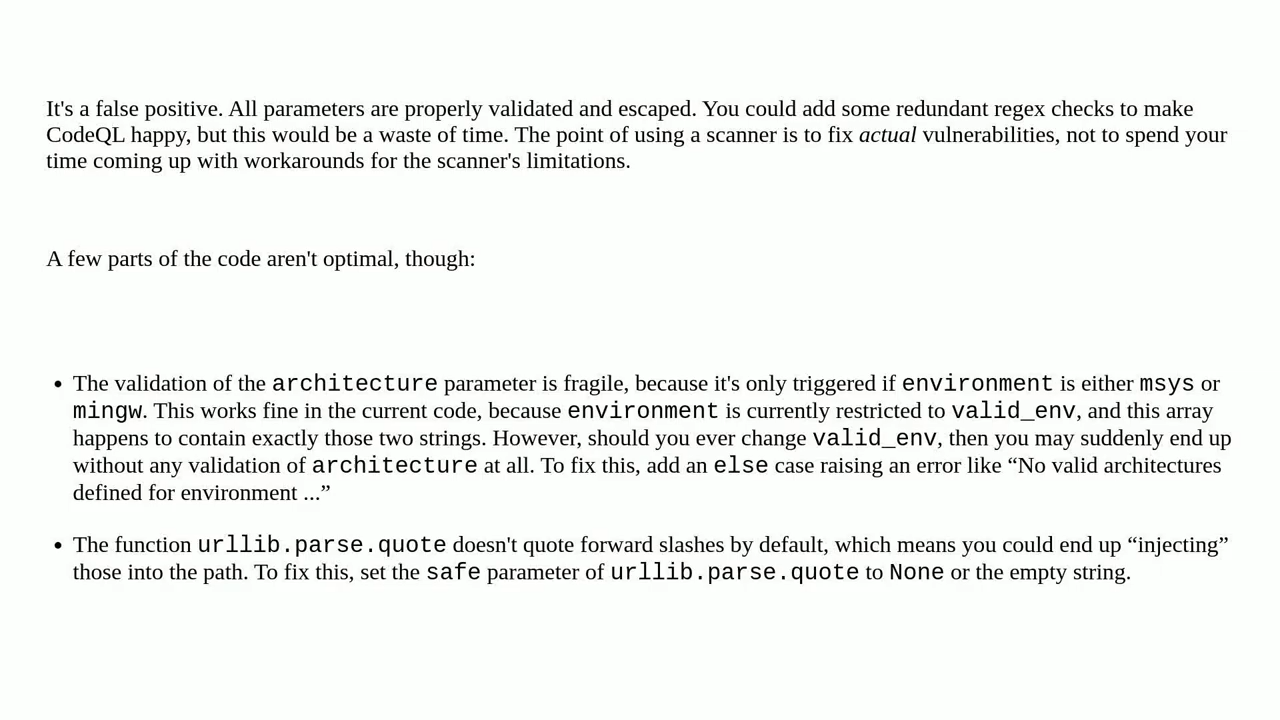 It's a false positive. All parameters are properly validated and escaped. You could add some redundant regex checks to make
CodeQL happy, but this would be a waste of time. The point of using a scanner is to fix actual vulnerabilities, not to spend your
time coming up with workarounds for the scanner's limitations.
A few parts of the code aren't optimal, though:
• The validation of the architecture parameter is fragile, because it's only triggered if environment is either msys or
mingw. This works fine in the current code, because environment is currently restricted to valid_env, and this array
happens to contain exactly those two strings. However, should you ever change valid_env, then you may suddenly end up
without any validation of architecture at all. To fix this, add an else case raising an error like “No valid architectures
defined for environment ...”
• The function urllib.parse.quote doesn't quote forward slashes by default, which means you could end up “injecting”
those into the path. To fix this, set the safe parameter of urllib.parse.quote to None or the empty string.